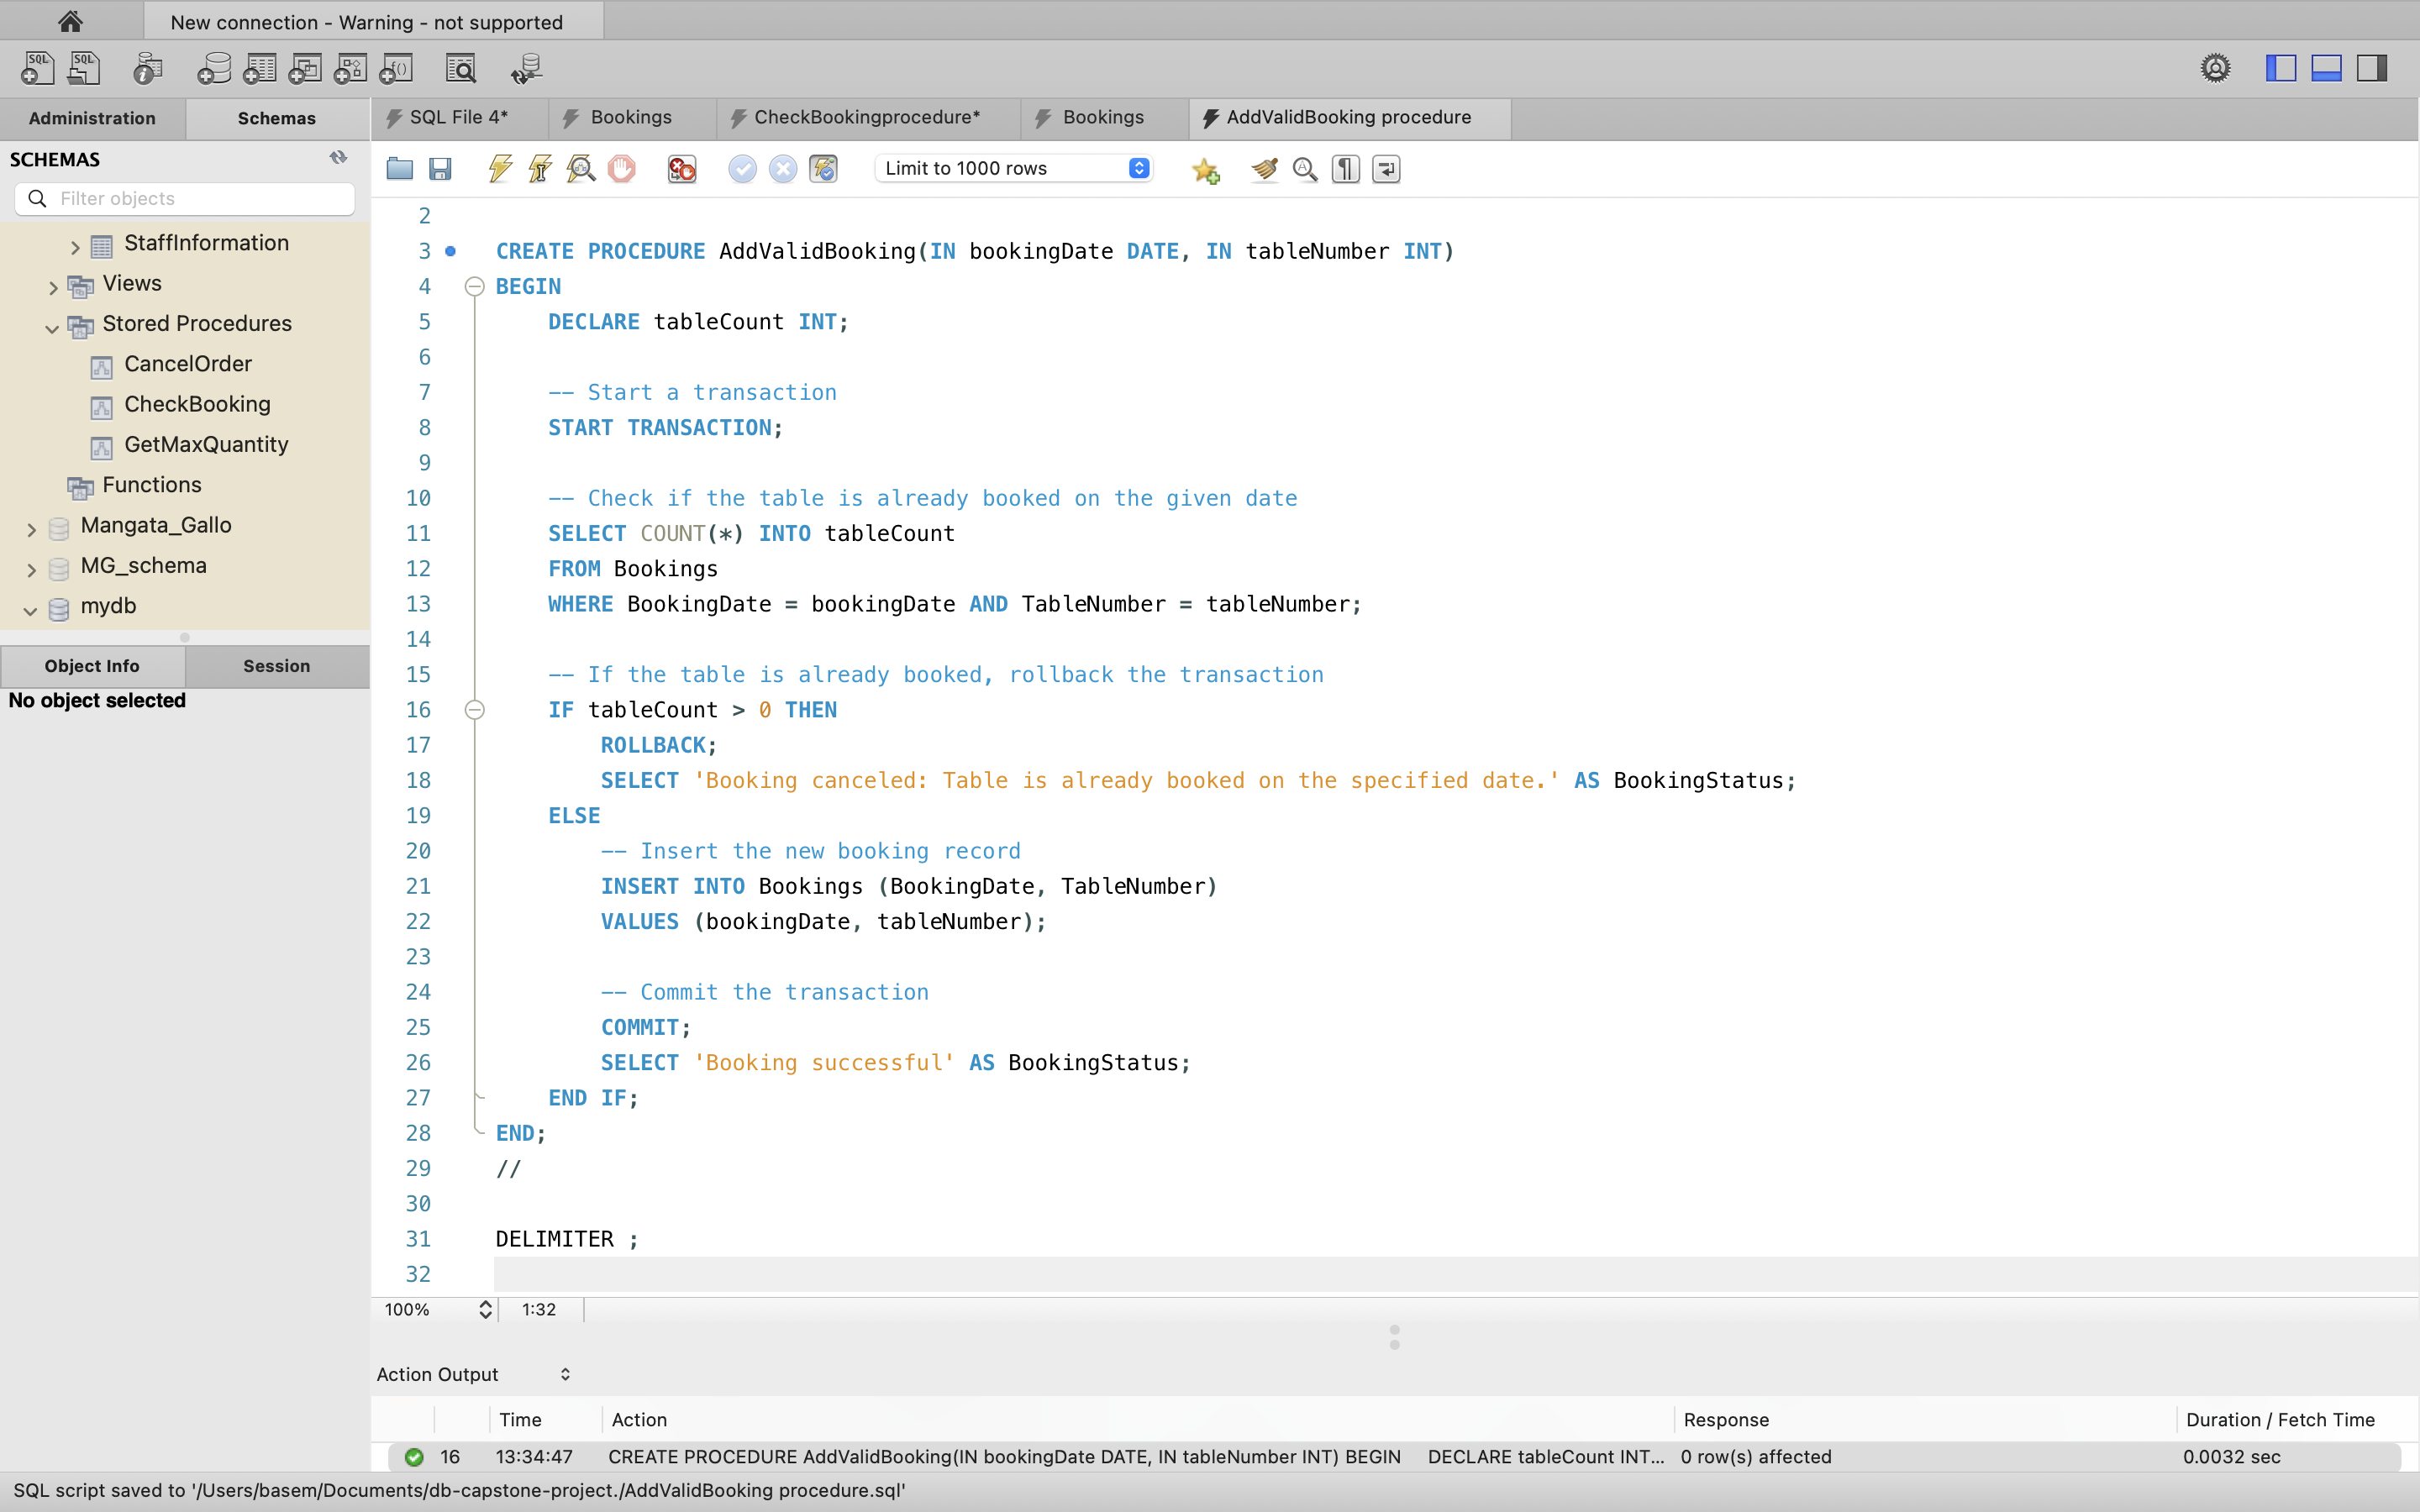 New connection - Warning - not supported
Administration
Schemas
SQL File 4*
Bookings
CheckBookingprocedure*
Bookings
AddValidBooking procedure
SCHEMAS
Filter objects
Limit to 1000 rows
StaffInformation
Views
Stored Procedures
CancelOrder
CheckBooking
GetMaxQuantity
Functions
Mangata_Gallo
MG_schema
mydb
Object Info
Session
No object selected
2
3 CREATE PROCEDURE AddValidBooking(IN bookingDate DATE, IN tableNumber INT)
4 BEGIN
5 DECLARE tableCount INT;
6
7 -- Start a transaction
8 START TRANSACTION;
9
10 -- Check if the table is already booked on the given date
11 SELECT COUNT(*) INTO tableCount
12 FROM Bookings
13 WHERE BookingDate = bookingDate AND TableNumber = tableNumber;
14
15 -- If the table is already booked, rollback the transaction
16 IF tableCount > 0 THEN
17 ROLLBACK;
18 SELECT 'Booking canceled: Table is already booked on the specified date.' AS BookingStatus;
19 ELSE
20 -- Insert the new booking record
21 INSERT INTO Bookings (BookingDate, TableNumber)
22 VALUES (bookingDate, tableNumber);
23
24 -- Commit the transaction
25 COMMIT;
26 SELECT 'Booking successful' AS BookingStatus;
27 END IF;
28 END;
29 //
30
31 DELIMITER ;
32
100% 1:32
Action Output
Time Action Response Duration / Fetch Time
16 13:34:47 CREATE PROCEDURE AddValidBooking(IN bookingDate DATE, IN tableNumber INT) BEGIN DECLARE tableCount INT... 0 row(s) affected 0.0032 sec
SQL script saved to '/Users/basem/Documents/db-capstone-project./AddValidBooking procedure.sql'